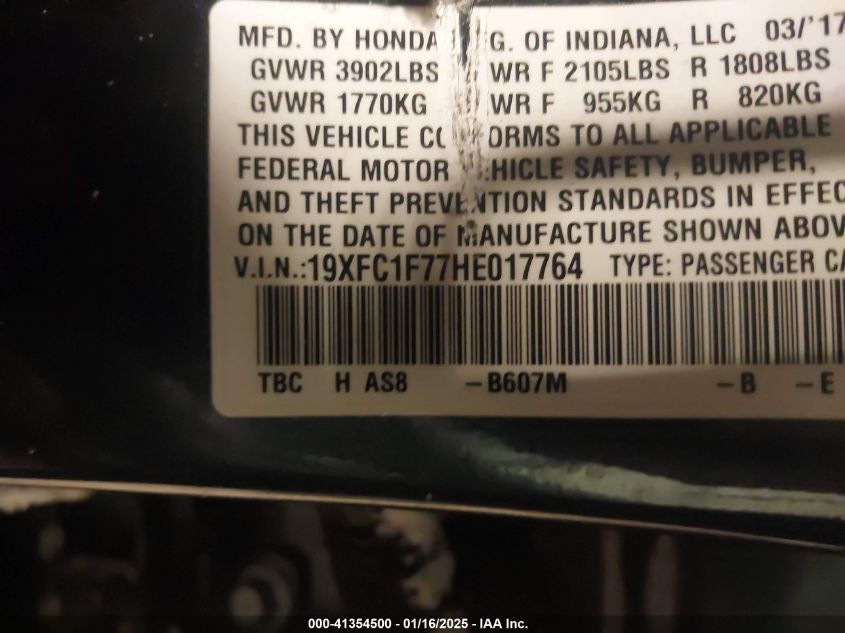 MFD. BY HONDA G. OF INDIANA, LLC 03/'17
GVWR 3902LBS WR F 2105LBS R 1808LBS
GVWR 1770KG WR F 955KG R 820KG
THIS VEHICLE CO ORMS TO ALL APPLICABLE
FEDERAL MOTOR EHICLE SAFETY, BUMPER,
AND THEFT PREVENTION STANDARDS IN EFFEC
ON THE DATE OF MANUFACTURE SHOWN ABOV
V.I.N.:19XFC1F77HE017764 TYPE: PASSENGER CA
TBC H AS8 -B607M -B -E
000-41354500 - 01/16/2025 - IAA Inc.